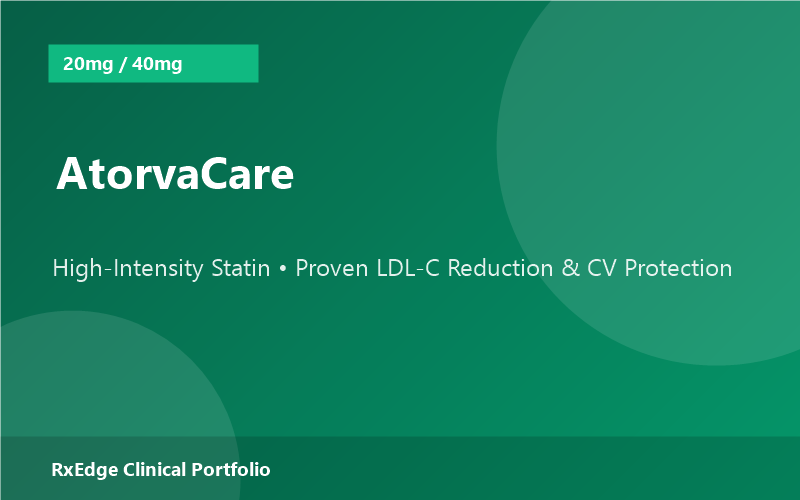 20mg / 40mg
AtorvaCare
High-Intensity Statin • Proven LDL-C Reduction & CV Protection
RxEdge Clinical Portfolio